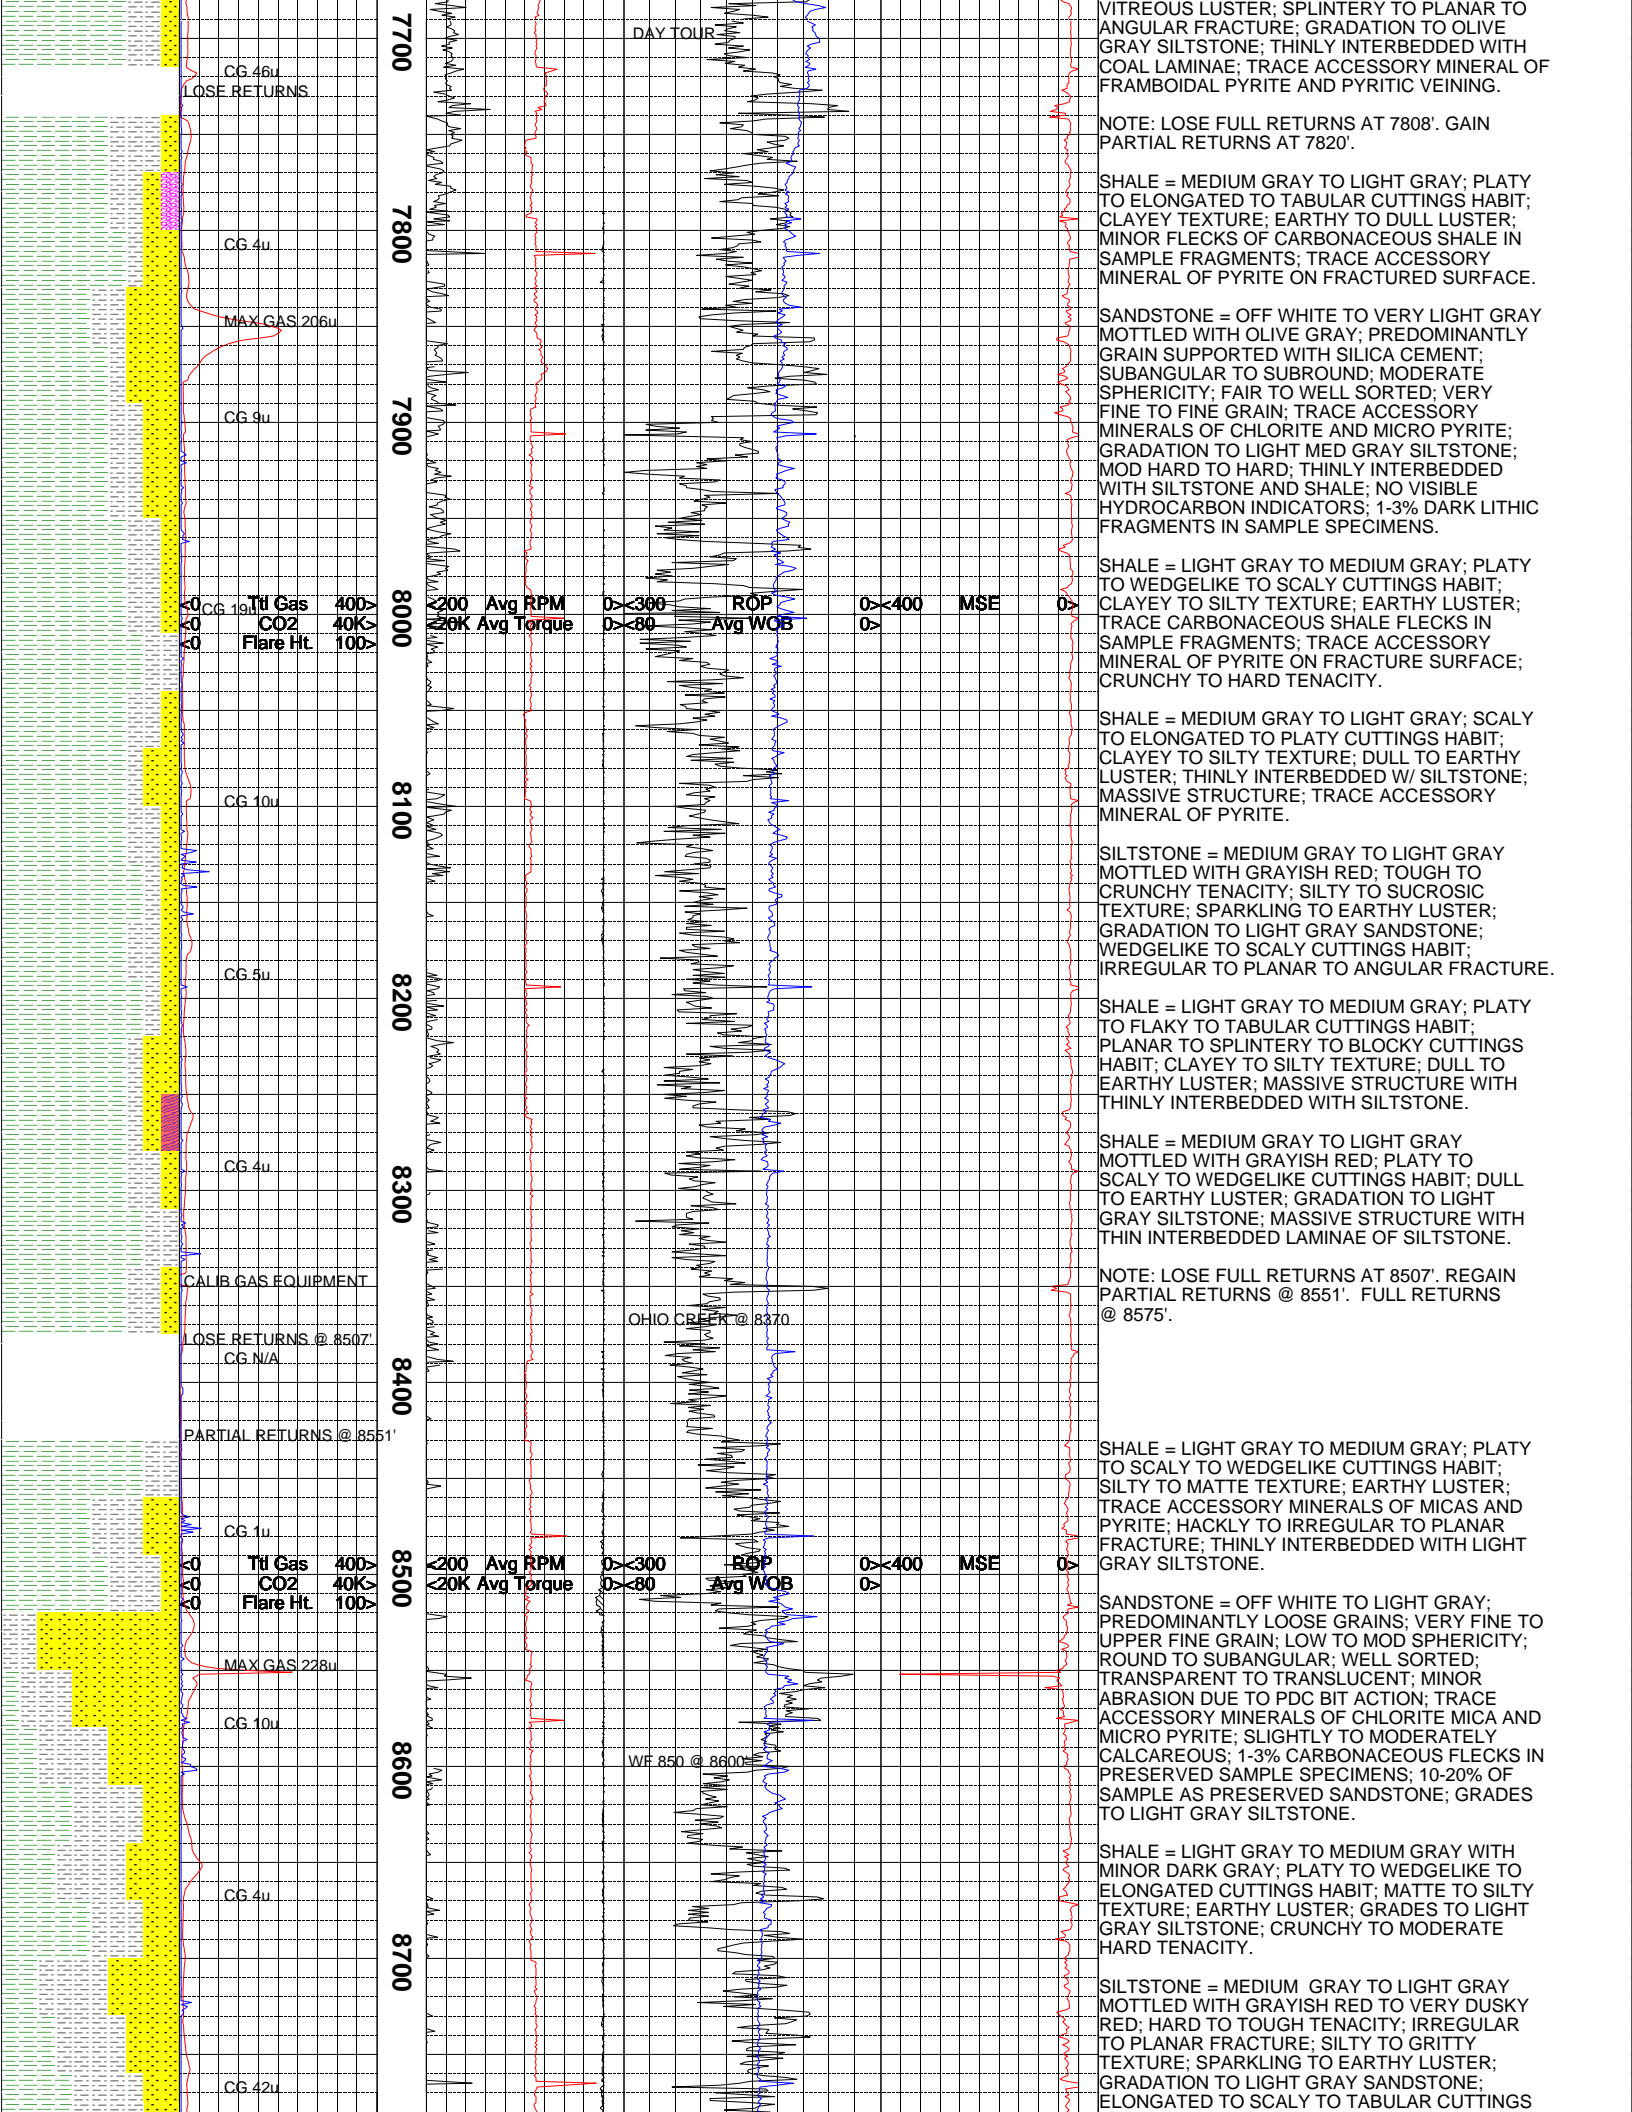 DAY TOUR
CG 46u
LOSE RETURNS
CG 4u
MAX GAS 206u
CG 9u
CG 19u
<0 Ttl Gas 400> <200 Avg RPM 0><300 ROP 0><400 MSE 0>
<0 CO2 40K> <20K Avg Torque 0><80 Avg WOB 0>
<0 Flare Ht. 100>
CG 10u
CG 5u
CG 4u
CALIB GAS EQUIPMENT
OHIO CREEK @ 8370
LOSE RETURNS @ 8507'
CG N/A
PARTIAL RETURNS @ 8551'
CG 1u
<0 Ttl Gas 400> <200 Avg RPM 0><300 ROP 0><400 MSE 0>
<0 CO2 40K> <20K Avg Torque 0><80 Avg WOB 0>
<0 Flare Ht. 100>
MAX GAS 228u
CG 10u
WF 850 @ 8600'
CG 4u
CG 42u
7700
7800
7900
8000
8100
8200
8300
8400
8500
8600
8700
VITREOUS LUSTER; SPLINTERY TO PLANAR TO
ANGULAR FRACTURE; GRADATION TO OLIVE
GRAY SILTSTONE; THINLY INTERBEDDED WITH
COAL LAMINAE; TRACE ACCESSORY MINERAL OF
FRAMBOIDAL PYRITE AND PYRITIC VEINING.
NOTE: LOSE FULL RETURNS AT 7808'. GAIN
PARTIAL RETURNS AT 7820'.
SHALE = MEDIUM GRAY TO LIGHT GRAY; PLATY
TO ELONGATED TO TABULAR CUTTINGS HABIT;
CLAYEY TEXTURE; EARTHY TO DULL LUSTER;
MINOR FLECKS OF CARBONACEOUS SHALE IN
SAMPLE FRAGMENTS; TRACE ACCESSORY
MINERAL OF PYRITE ON FRACTURED SURFACE.
SANDSTONE = OFF WHITE TO VERY LIGHT GRAY
MOTTLED WITH OLIVE GRAY; PREDOMINANTLY
GRAIN SUPPORTED WITH SILICA CEMENT;
SUBANGULAR TO SUBROUND; MODERATE
SPHERICITY; FAIR TO WELL SORTED; VERY
FINE TO FINE GRAIN; TRACE ACCESSORY
MINERALS OF CHLORITE AND MICRO PYRITE;
GRADATION TO LIGHT MED GRAY SILTSTONE;
MOD HARD TO HARD; THINLY INTERBEDDED
WITH SILTSTONE AND SHALE; NO VISIBLE
HYDROCARBON INDICATORS; 1-3% DARK LITHIC
FRAGMENTS IN SAMPLE SPECIMENS.
SHALE = LIGHT GRAY TO MEDIUM GRAY; PLATY
TO WEDGELIKE TO SCALY CUTTINGS HABIT;
CLAYEY TO SILTY TEXTURE; EARTHY LUSTER;
TRACE CARBONACEOUS SHALE FLECKS IN
SAMPLE FRAGMENTS; TRACE ACCESSORY
MINERAL OF PYRITE ON FRACTURE SURFACE;
CRUNCHY TO HARD TENACITY.
SHALE = MEDIUM GRAY TO LIGHT GRAY; SCALY
TO ELONGATED TO PLATY CUTTINGS HABIT;
CLAYEY TO SILTY TEXTURE; DULL TO EARTHY
LUSTER; THINLY INTERBEDDED W/ SILTSTONE;
MASSIVE STRUCTURE; TRACE ACCESSORY
MINERAL OF PYRITE.
SILTSTONE = MEDIUM GRAY TO LIGHT GRAY
MOTTLED WITH GRAYISH RED; TOUGH TO
CRUNCHY TENACITY; SILTY TO SUCROSIC
TEXTURE; SPARKLING TO EARTHY LUSTER;
GRADATION TO LIGHT GRAY SANDSTONE;
WEDGELIKE TO SCALY CUTTINGS HABIT;
IRREGULAR TO PLANAR TO ANGULAR FRACTURE.
SHALE = LIGHT GRAY TO MEDIUM GRAY; PLATY
TO FLAKY TO TABULAR CUTTINGS HABIT;
PLANAR TO SPLINTERY TO BLOCKY CUTTINGS
HABIT; CLAYEY TO SILTY TEXTURE; DULL TO
EARTHY LUSTER; MASSIVE STRUCTURE WITH
THINLY INTERBEDDED WITH SILTSTONE.
SHALE = MEDIUM GRAY TO LIGHT GRAY
MOTTLED WITH GRAYISH RED; PLATY TO
SCALY TO WEDGELIKE CUTTINGS HABIT; DULL
TO EARTHY LUSTER; GRADATION TO LIGHT
GRAY SILTSTONE; MASSIVE STRUCTURE WITH
THIN INTERBEDDED LAMINAE OF SILTSTONE.
NOTE: LOSE FULL RETURNS AT 8507'. REGAIN
PARTIAL RETURNS @ 8551'. FULL RETURNS
@ 8575'.
SHALE = LIGHT GRAY TO MEDIUM GRAY; PLATY
TO SCALY TO WEDGELIKE CUTTINGS HABIT;
SILTY TO MATTE TEXTURE; EARTHY LUSTER;
TRACE ACCESSORY MINERALS OF MICAS AND
PYRITE; HACKLY TO IRREGULAR TO PLANAR
FRACTURE; THINLY INTERBEDDED WITH LIGHT
GRAY SILTSTONE.
SANDSTONE = OFF WHITE TO LIGHT GRAY;
PREDOMINANTLY LOOSE GRAINS; VERY FINE TO
UPPER FINE GRAIN; LOW TO MOD SPHERICITY;
ROUND TO SUBANGULAR; WELL SORTED;
TRANSPARENT TO TRANSLUCENT; MINOR
ABRASION DUE TO PDC BIT ACTION; TRACE
ACCESSORY MINERALS OF CHLORITE MICA AND
MICRO PYRITE; SLIGHTLY TO MODERATELY
CALCAREOUS; 1-3% CARBONACEOUS FLECKS IN
PRESERVED SAMPLE SPECIMENS; 10-20% OF
SAMPLE AS PRESERVED SANDSTONE; GRADES
TO LIGHT GRAY SILTSTONE.
SHALE = LIGHT GRAY TO MEDIUM GRAY WITH
MINOR DARK GRAY; PLATY TO WEDGELIKE TO
ELONGATED CUTTINGS HABIT; MATTE TO SILTY
TEXTURE; EARTHY LUSTER; GRADES TO LIGHT
GRAY SILTSTONE; CRUNCHY TO MODERATE
HARD TENACITY.
SILTSTONE = MEDIUM GRAY TO LIGHT GRAY
MOTTLED WITH GRAYISH RED TO VERY DUSKY
RED; HARD TO TOUGH TENACITY; IRREGULAR
TO PLANAR FRACTURE; SILTY TO GRITTY
TEXTURE; SPARKLING TO EARTHY LUSTER;
GRADATION TO LIGHT GRAY SANDSTONE;
ELONGATED TO SCALY TO TABULAR CUTTINGS